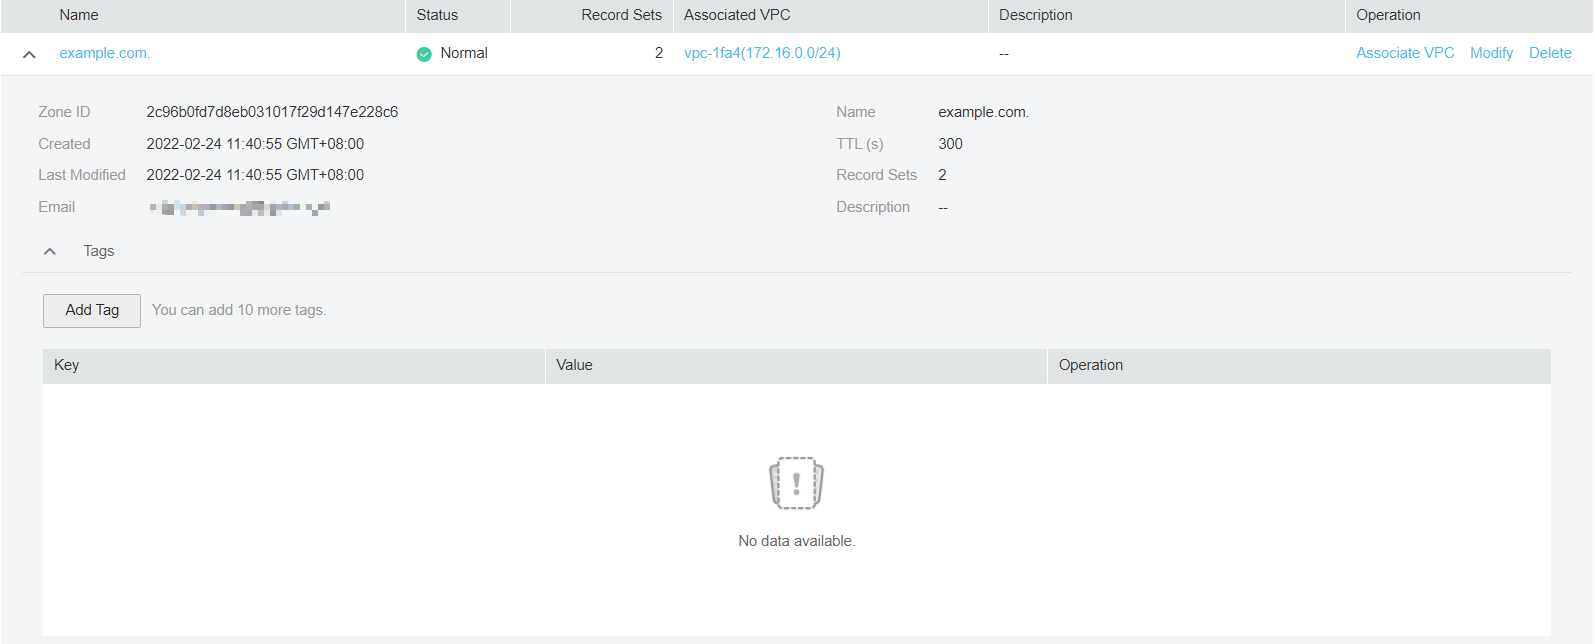 Name Status Record Sets Associated VPC Description Operation
example.com. Normal 2 vpc-1fa4(172.16.0.0/24) -- Associate VPC Modify Delete
Zone ID 2c96b0fd7d8eb031017f29d147e228c6 Name example.com.
Created 2022-02-24 11:40:55 GMT+08:00 TTL (s) 300
Last Modified 2022-02-24 11:40:55 GMT+08:00 Record Sets 2
Email Description --
Tags
Add Tag You can add 10 more tags.
Key Value Operation
No data available.